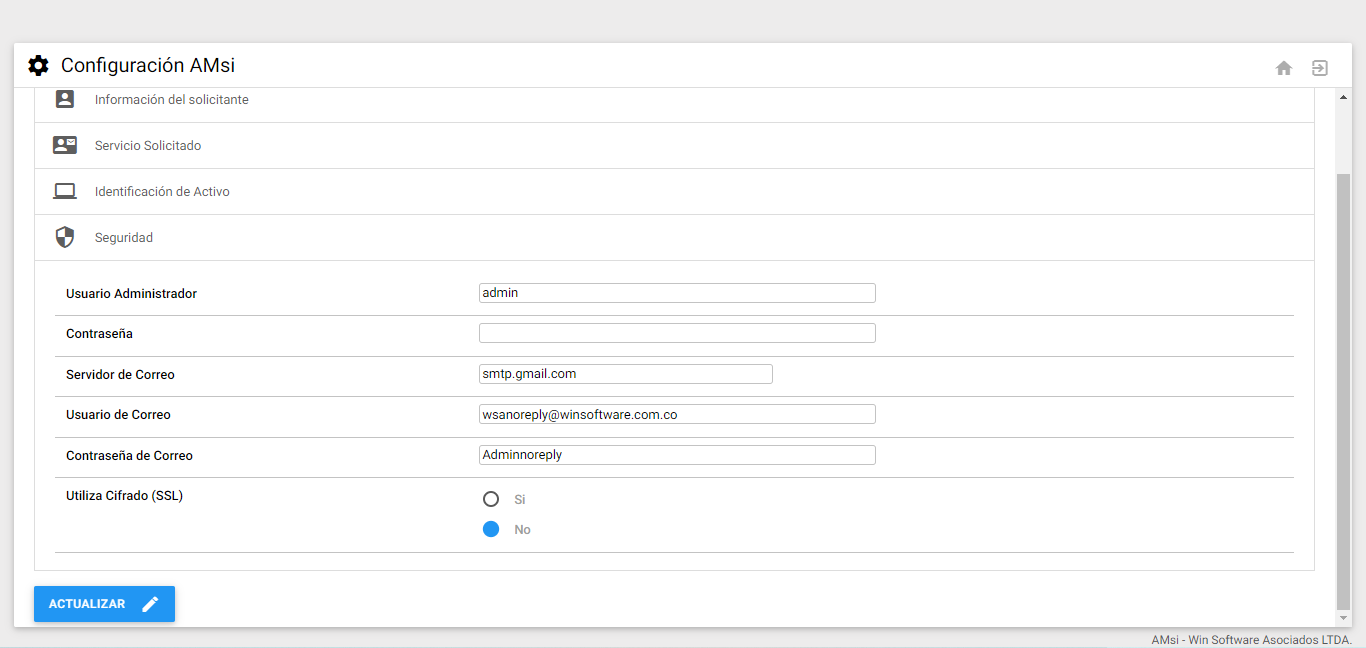 Configuración AMsi
Información del solicitante
Servicio Solicitado
Identificación de Activo
Seguridad
Usuario Administrador admin
Contraseña
Servidor de Correo smtp.gmail.com
Usuario de Correo wsanoreply@winsoftware.com.co
Contraseña de Correo Adminnoreply
Utiliza Cifrado (SSL) Si
No
ACTUALIZAR
AMsi - Win Software Asociados LTDA.